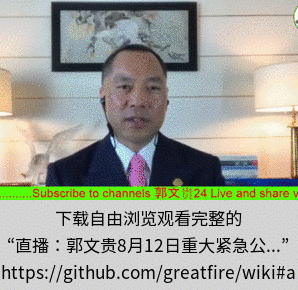 ...........Subscribe to channels 郭文贵24 Live and share v
下载自由浏览观看完整的
“直播：郭文贵8月12日重大紧急公...”
https://github.com/greatfire/wiki#a